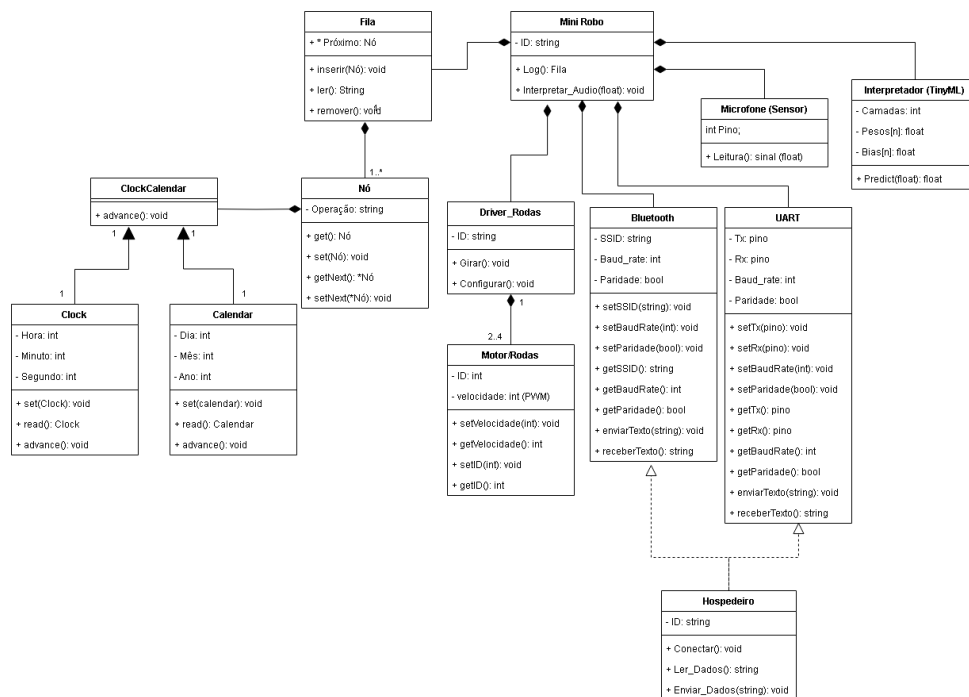 Fila
+ * Próximo: Nó
+ inserir(Nó): void
+ ler(): String
+ remover(): void
1
1..*
Mini Robo
- ID: string
+ Log(): Fila
+ Interpretar_Audio(float): void
Microfone (Sensor)
int Pino;
+ Leitura(): sinal (float)
Interpretador (TinyML)
- Camadas: int
- Pesos[n]: float
- Bias[n]: float
+ Predict(float): float
ClockCalendar
+ advance(): void
1
1
1
1
Nó
- Operação: string
+ get(): Nó
+ set(Nó): void
+ getNext(): *Nó
+ setNext(*Nó): void
Clock
- Hora: int
- Minuto: int
- Segundo: int
+ set(Clock): void
+ read(): Clock
+ advance(): void
Calendar
- Dia: int
- Mês: int
- Ano: int
+ set(calendar): void
+ read(): Calendar
+ advance(): void
Driver_Rodas
- ID: string
+ Girar(): void
+ Configurar(): void
1
2..4
Motor/Rodas
- ID: int
- velocidade: int (PWM)
+ setVelocidade(int): void
+ getVelocidade(): int
+ setID(int): void
+ getID(): int
Bluetooth
- SSID: string
- Baud_rate: int
- Paridade: bool
+ setSSID(string): void
+ setBaudRate(int): void
+ setParidade(bool): void
+ getSSID(): string
+ getBaudRate(): int
+ getParidade(): bool
+ enviarTexto(string): void
+ receberTexto(): string
UART
- Tx: pino
- Rx: pino
- Baud_rate: int
- Paridade: bool
+ setTx(pino): void
+ setRx(pino): void
+ setBaudRate(int): void
+ setParidade(bool): void
+ getTx(): pino
+ getRx(): pino
+ getBaudRate(): int
+ getParidade(): bool
+ enviarTexto(string): void
+ receberTexto(): string
Hospedeiro
- ID: string
+ Conectar(): void
+ Ler_Dados(): string
+ Enviar_Dados(string): void